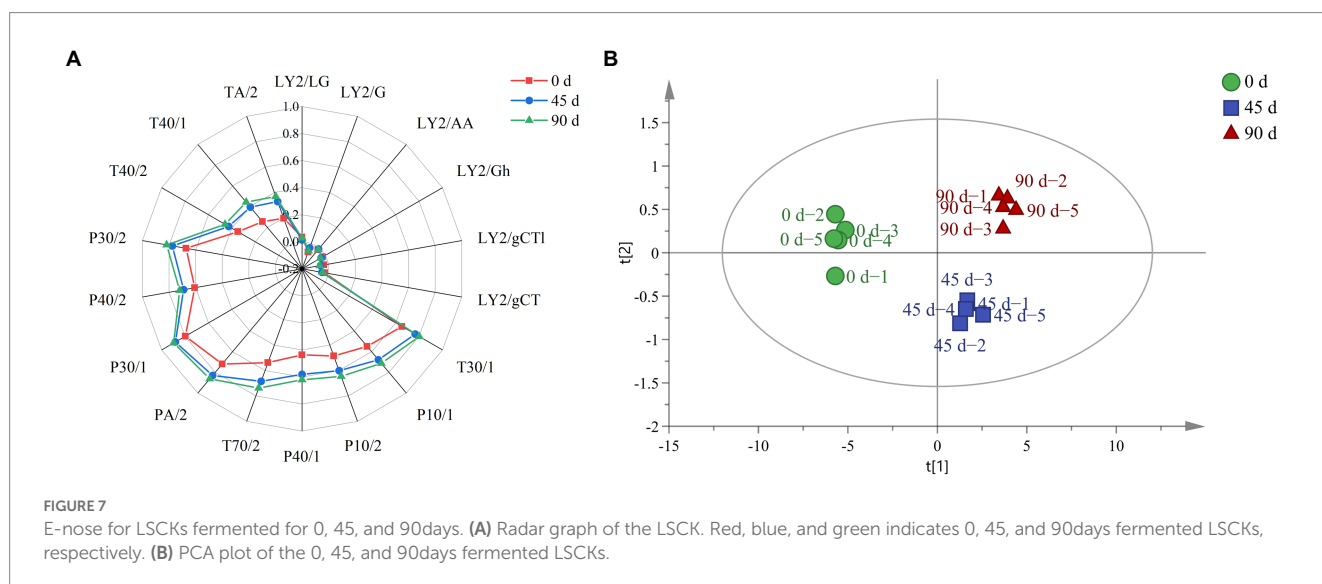 A
LY2/LG
LY2/G
LY2/AA
LY2/Gh
LY2/gCTl
LY2/gCT
T30/1
P10/1
P10/2
P40/1
T70/2
PA/2
P30/1
P40/2
P30/2
T40/2
T40/1
TA/2
1.0
0.8
0.6
0.4
0.2
0.0
-0.2
0 d
45 d
90 d
B
0 d
45 d
90 d
1.5
1
0.5
0
-0.5
-1
-1.5
-2
t[2]
-15
-10
-5
0
5
10
t[1]
0 d−2
0 d−3
0 d−5
0 d−4
0 d−1
90 d−1
90 d−2
90 d−4
90 d−5
90 d−3
45 d−3
45 d−1
45 d−4
45 d−5
45 d−2
FIGURE 7
E-nose for LSCKs fermented for 0, 45, and 90days. (A) Radar graph of the LSCK. Red, blue, and green indicates 0, 45, and 90days fermented LSCKs,
respectively. (B) PCA plot of the 0, 45, and 90days fermented LSCKs.